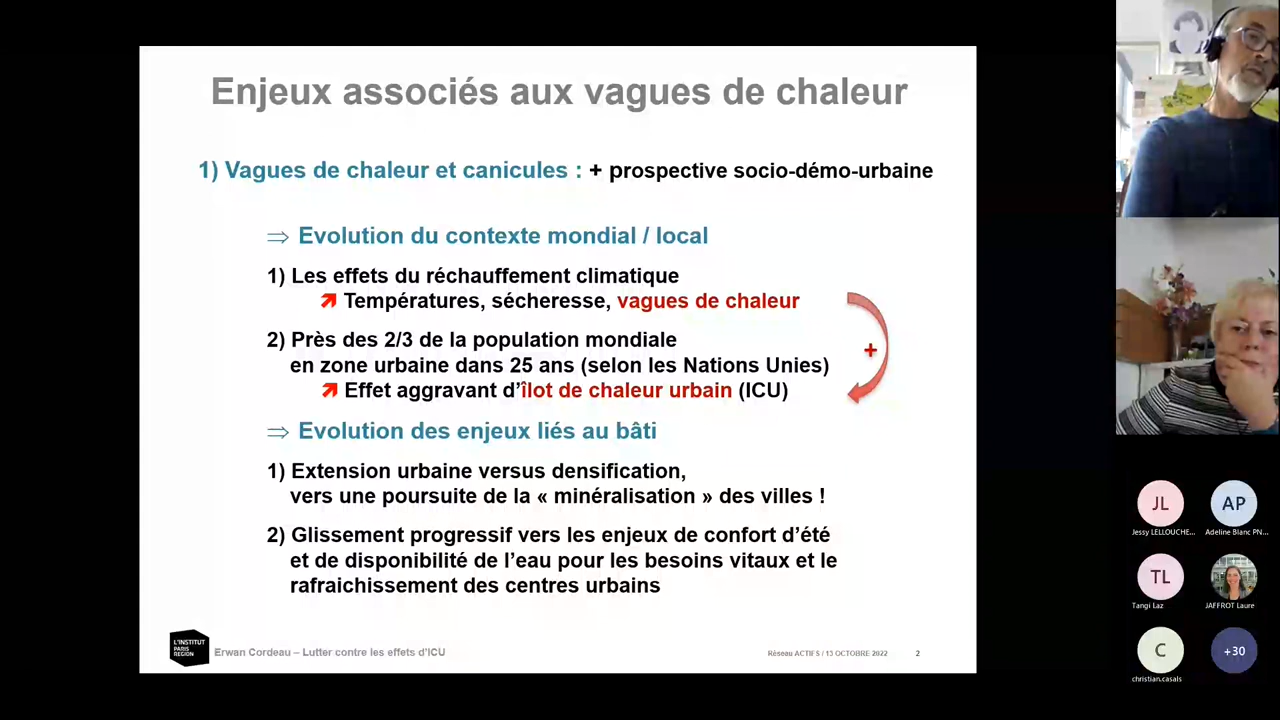 Enjeux associés aux vagues de chaleur
1) Vagues de chaleur et canicules : + prospective socio-démo-urbaine
⇒ Evolution du contexte mondial / local
1) Les effets du réchauffement climatique
Températures, sécheresse, vagues de chaleur
2) Près des 2/3 de la population mondiale
en zone urbaine dans 25 ans (selon les Nations Unies)
+
Effet aggravant d'îlot de chaleur urbain (ICU)
⇒ Evolution des enjeux liés au bâti
1) Extension urbaine versus densification,
vers une poursuite de la « minéralisation » des villes !
2) Glissement progressif vers les enjeux de confort d'été
et de disponibilité de l'eau pour les besoins vitaux et le
rafraichissement des centres urbains
L'INSTITUT
PARIS
REGION
Erwan Cordeau – Lutter contre les effets d'ICU
Réseau ACTIFS / 13 OCTOBRE 2022
2
JL
Jessy LELLOUCHE...
AP
Adeline Blanc PN...
TL
Tangi Laz
JAFFROT Laure
C
christian.casals
+30